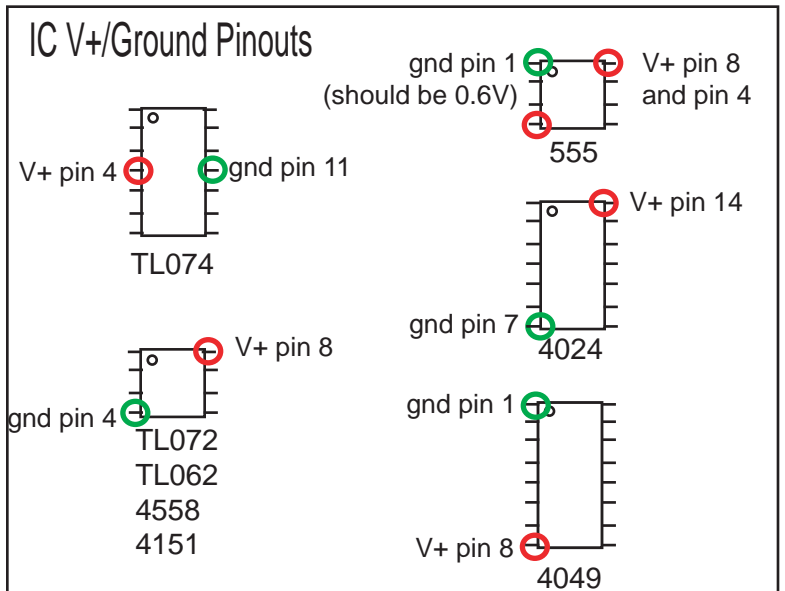 IC V+/Ground Pinouts
V+ pin 4
gnd pin 11
TL074
V+ pin 8
gnd pin 4
TL072
TL062
4558
4151
gnd pin 1
(should be 0.6V)
V+ pin 8
and pin 4
555
V+ pin 14
gnd pin 7
4024
gnd pin 1
V+ pin 8
4049